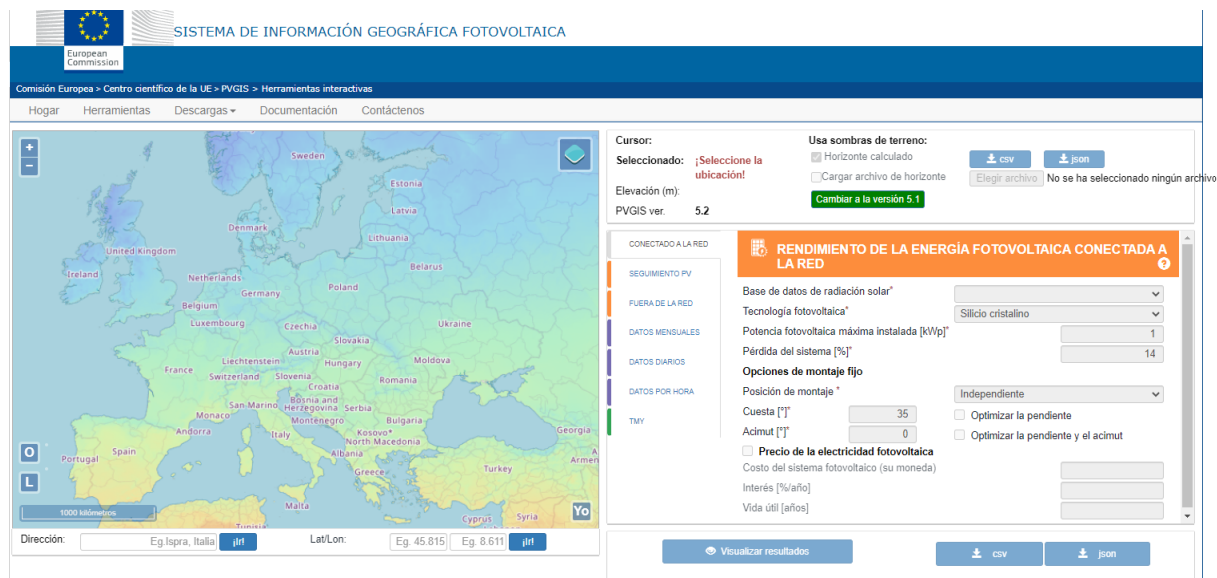 SISTEMA DE INFORMACIÓN GEOGRÁFICA FOTOVOLTAICA
European
Commission
Comisión Europea > Centro científico de la UE > PVGIS > Herramientas interactivas
Hogar Herramientas Descargas Documentación Contáctenos
+
-
Sweden
Estonia
Latvia
Denmark
Lithuania
United Kingdom
Belarus
Ireland
Netherlands
Poland
Germany
Belgium
Luxembourg
Czechia
Ukraine
Slovakia
Austria
Liechtenstein
Hungary
Moldova
France
Switzerland
Slovenia
Romania
Croatia
San Marino
Bosnia and
Herzegovina
Serbia
Monaco
Montenegro
Bulgaria
Andorra
Italy
Kosovo*
Georgia
North Macedonia
O
Portugal
Spain
Albania
A
Armen
Greece
Turkey
L
1000 kilómetros
Malta
Cyprus
Syria
Yo
Tunisia
Dirección: Eg.Ispra, Italia ¡Ir! Lat/Lon: Eg. 45.815 Eg. 8.611 ¡Ir!
Cursor:
Seleccionado: ¡Seleccione la
ubicación!
Elevación (m):
PVGIS ver. 5.2
Usa sombras de terreno:
Horizonte calculado
Cargar archivo de horizonte
Cambiar a la versión 5.1
csv json
Elegir archivo No se ha seleccionado ningún archivo
CONECTADO A LA RED
SEGUIMIENTO PV
FUERA DE LA RED
DATOS MENSUALES
DATOS DIARIOS
DATOS POR HORA
TMY
RENDIMIENTO DE LA ENERGÍA FOTOVOLTAICA CONECTADA A
LA RED ?
Base de datos de radiación solar*
Tecnología fotovoltaica* Silicio cristalino
Potencia fotovoltaica máxima instalada [kWp]* 1
Pérdida del sistema [%]* 14
Opciones de montaje fijo
Posición de montaje * Independiente
Cuesta [°]* 35 Optimizar la pendiente
Acimut [°]* 0 Optimizar la pendiente y el acimut
Precio de la electricidad fotovoltaica
Costo del sistema fotovoltaico (su moneda)
Interés [%/año]
Vida útil [años]
Visualizar resultados csv json